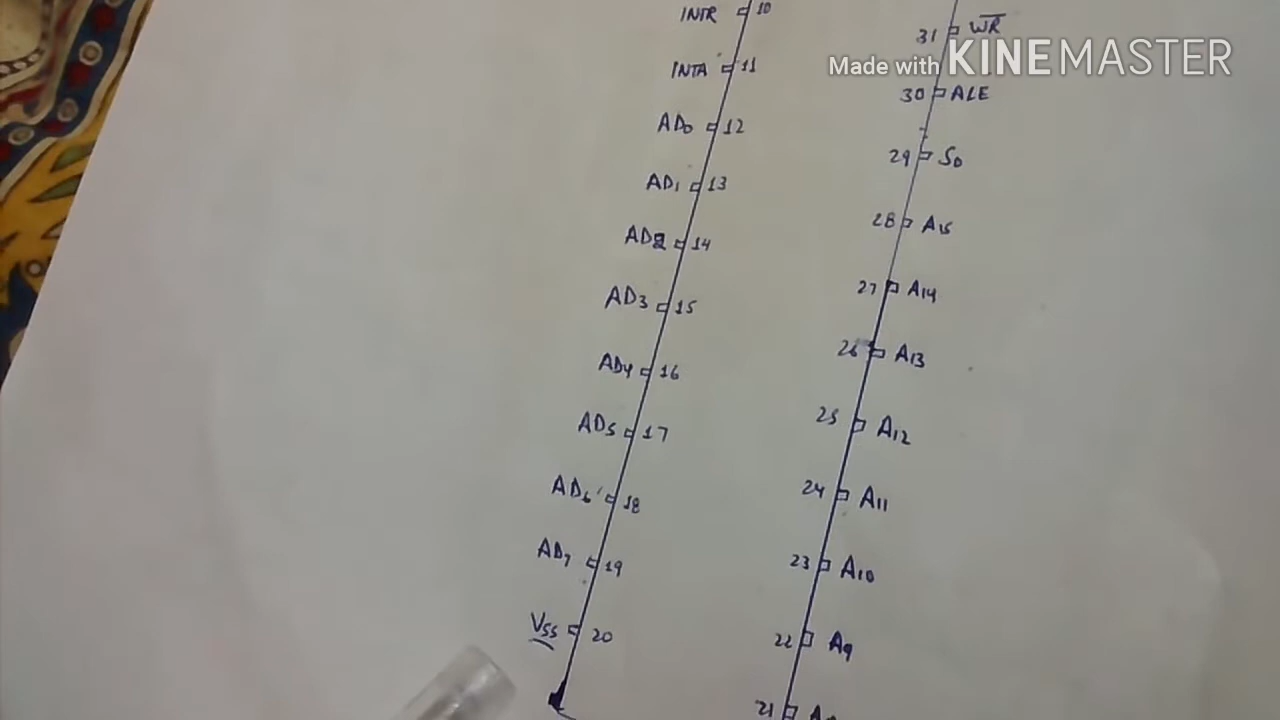 INTR 10
31 WR
Made with KINEMASTER
INTA 11
30 ALE
AD0 12
29 S0
AD1 13
28 A15
AD2 14
27 A14
AD3 15
26 A13
AD4 16
25 A12
AD5 17
24 A11
AD6 18
23 A10
AD7 19
22 A9
VSS 20
21